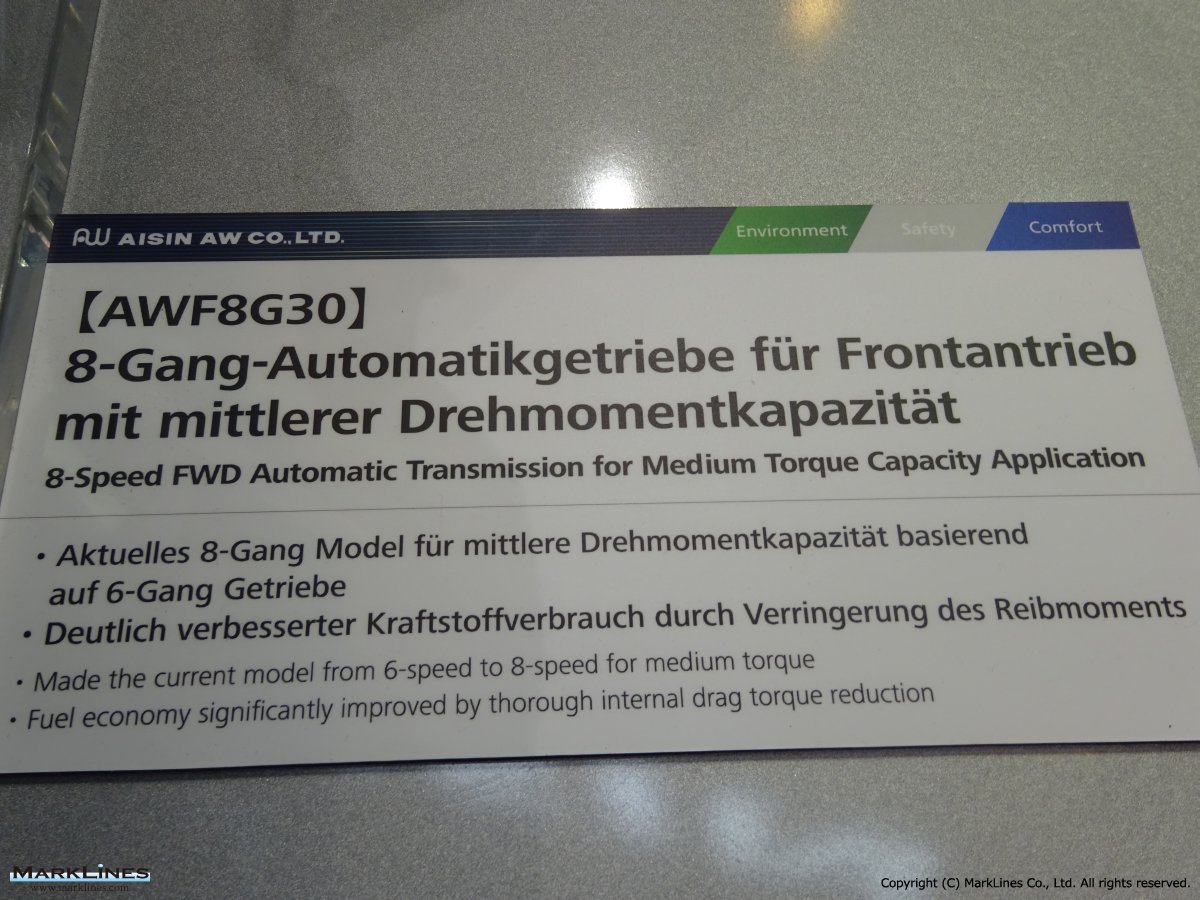 AW AISIN AW CO.,LTD.
Environment
Safety
Comfort
【AWF8G30】
8-Gang-Automatikgetriebe für Frontantrieb
mit mittlerer Drehmomentkapazität
8-Speed FWD Automatic Transmission for Medium Torque Capacity Application
• Aktuelles 8-Gang Model für mittlere Drehmomentkapazität basierend
auf 6-Gang Getriebe
• Deutlich verbesserter Kraftstoffverbrauch durch Verringerung des Reibmoments
• Made the current model from 6-speed to 8-speed for medium torque
• Fuel economy significantly improved by thorough internal drag torque reduction
MARKLINES
www.marklines.com
Copyright (C) MarkLines Co., Ltd. All rights reserved.